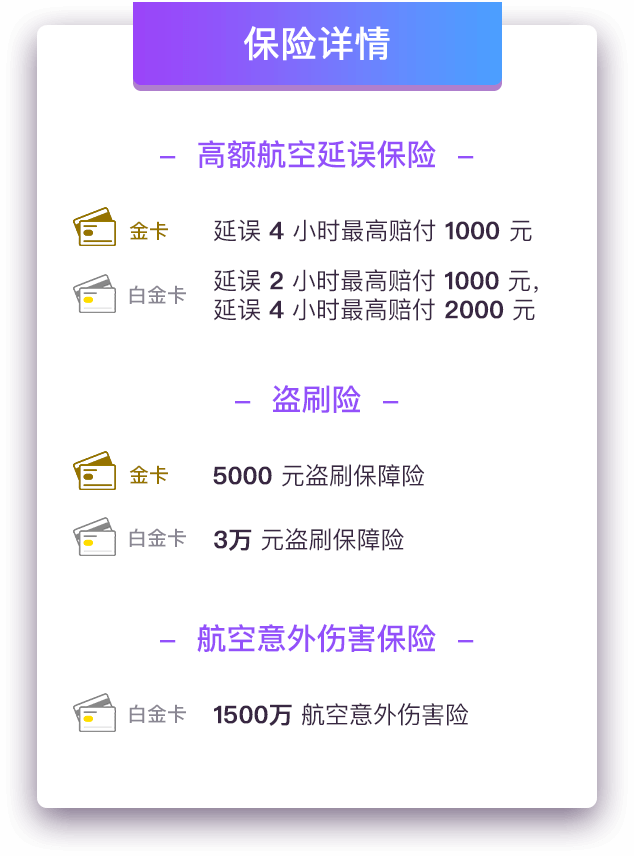 保险详情
– 高额航空延误保险 –
金卡 延误 4 小时最高赔付 1000 元
白金卡 延误 2 小时最高赔付 1000 元，
延误 4 小时最高赔付 2000 元
– 盗刷险 –
金卡 5000 元盗刷保障险
白金卡 3万 元盗刷保障险
– 航空意外伤害保险 –
白金卡 1500万 航空意外伤害险